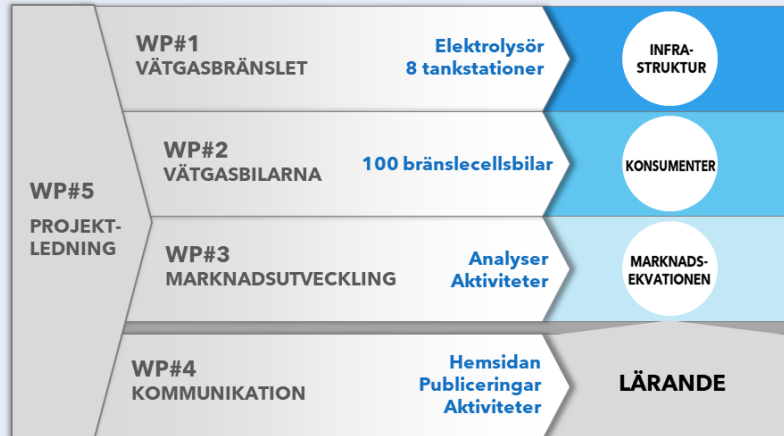 WP#5
PROJEKT-
LEDNING
WP#1
VÄTGASBRÄNSLET
Elektrolysör
8 tankstationer
INFRA-
STRUKTUR
WP#2
VÄTGASBILARNA
100 bränslecellsbilar
KONSUMENTER
WP#3
MARKNADSUTVECKLING
Analyser
Aktiviteter
MARKNADS-
EKVATIONEN
WP#4
KOMMUNIKATION
Hemsidan
Publiceringar
Aktiviteter
LÄRANDE